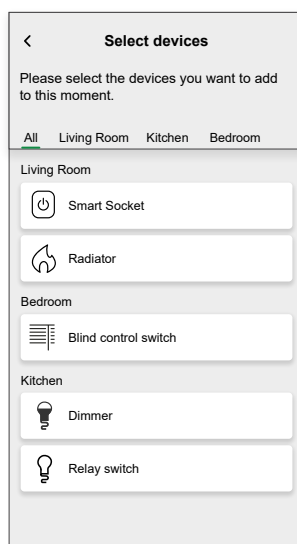 Select devices
Please select the devices you want to add
to this moment.
All Living Room Kitchen Bedroom
Living Room
Smart Socket
Radiator
Bedroom
Blind control switch
Kitchen
Dimmer
Relay switch